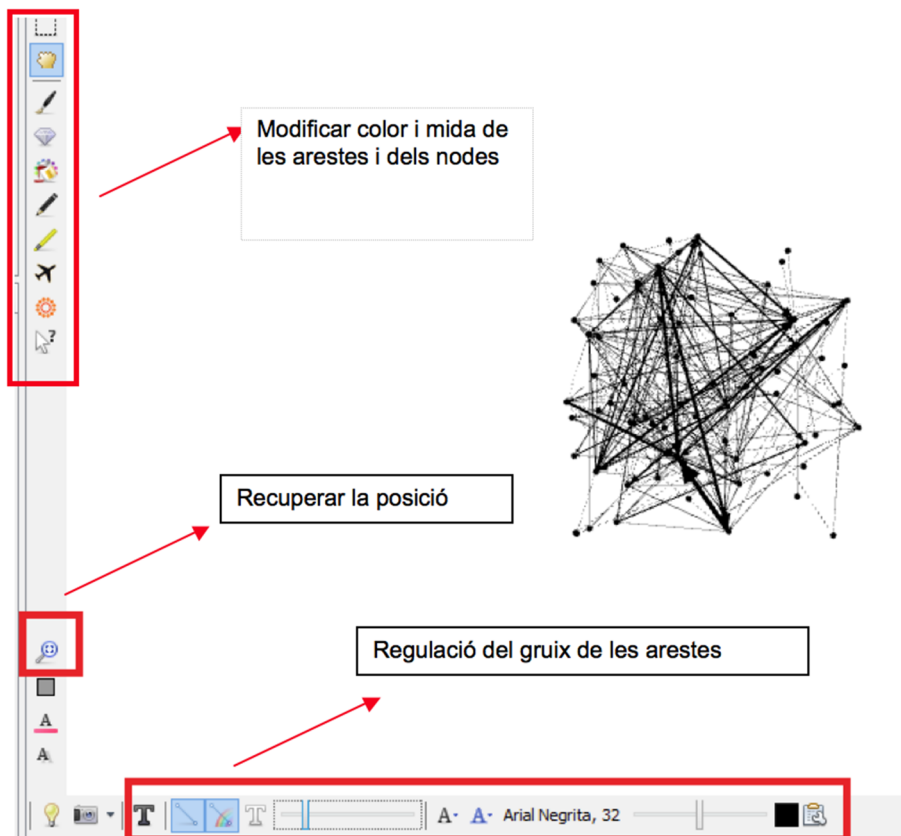 Modificar color i mida de
les arestes i dels nodes
Recuperar la posició
Regulació del gruix de les arestes
?
A
A
T
T
A
A
Arial Negrita, 32